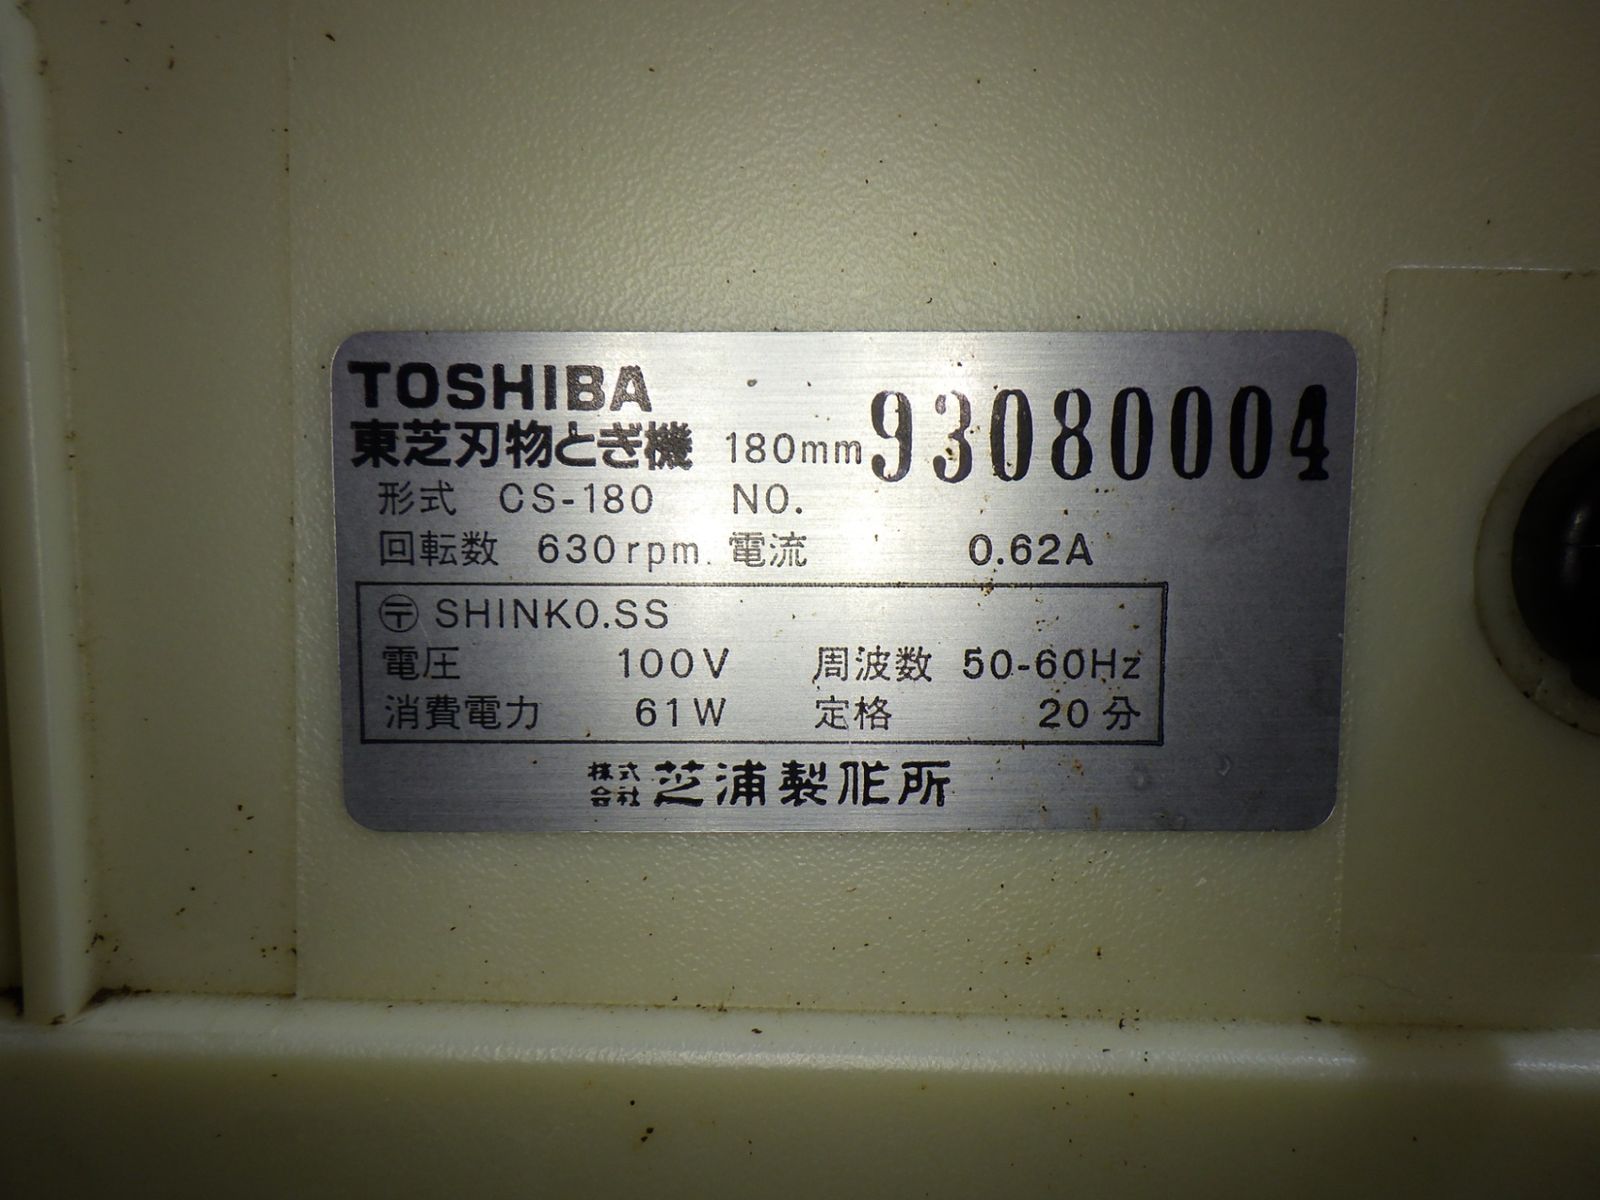 TOSHIBA
東芝刃物とぎ機 180mm 93080004
形式 CS-180 NO.
回転数 630rpm. 電流 0.62A
〶 SHINKO.SS
電圧 100V 周波数 50-60Hz
消費電力 61W 定格 20分
株式会社 芝浦製作所